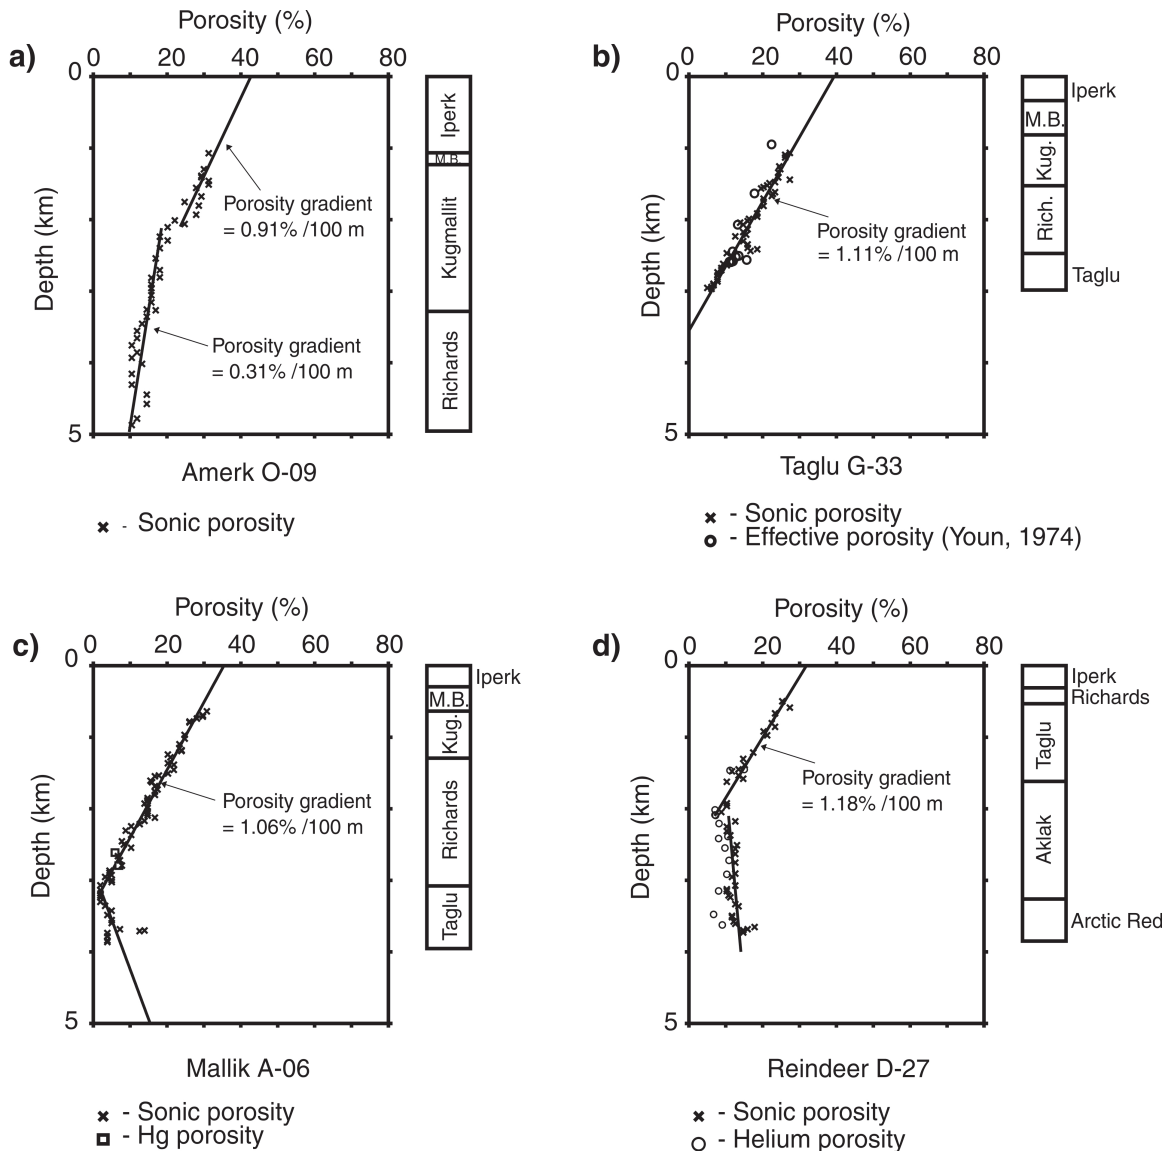 a)
Porosity (%)
0 20 40 60 80
0
Depth (km)
5
Porosity gradient
= 0.91% /100 m
Porosity gradient
= 0.31% /100 m
Iperk
M.B.
Kugmallit
Richards
Amerk O-09
x - Sonic porosity
b)
Porosity (%)
0 20 40 60 80
0
Depth (km)
5
Porosity gradient
= 1.11% /100 m
Iperk
M.B.
Kug.
Rich.
Taglu
Taglu G-33
x - Sonic porosity
o - Effective porosity (Youn, 1974)
c)
Porosity (%)
0 20 40 60 80
0
Depth (km)
5
Porosity gradient
= 1.06% /100 m
Iperk
M.B.
Kug.
Richards
Taglu
Mallik A-06
x - Sonic porosity
- Hg porosity
d)
Porosity (%)
0 20 40 60 80
0
Depth (km)
5
Porosity gradient
= 1.18% /100 m
Iperk
Richards
Taglu
Aklak
Arctic Red
Reindeer D-27
x - Sonic porosity
o - Helium porosity